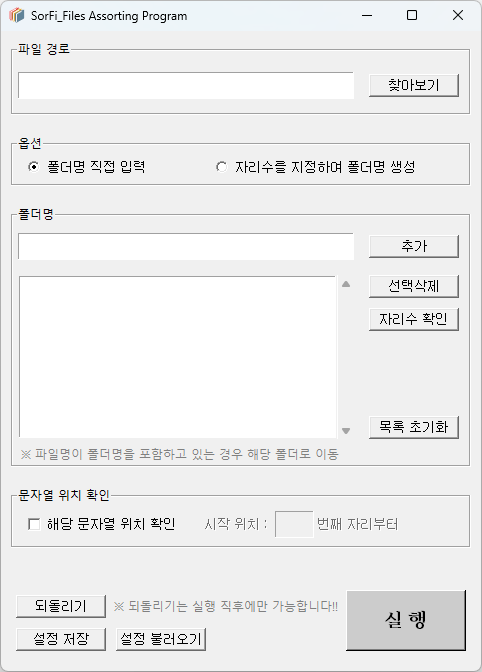 SorFi_Files Assorting Program
파일 경로
찾아보기
옵션
폴더명 직접 입력
자리수를 지정하여 폴더명 생성
폴더명
추가
선택삭제
자리수 확인
목록 초기화
※ 파일명이 폴더명을 포함하고 있는 경우 해당 폴더로 이동
문자열 위치 확인
해당 문자열 위치 확인 시작 위치 : 번째 자리부터
되돌리기 ※ 되돌리기는 실행 직후에만 가능합니다!!
실 행
설정 저장 설정 불러오기